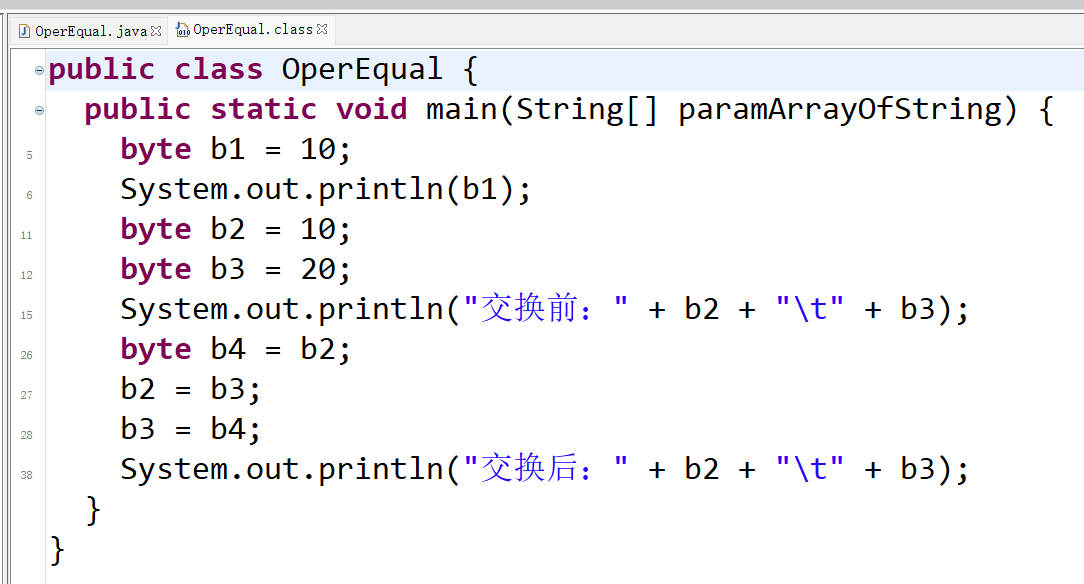 OperEqual.java OperEqual.class
public class OperEqual {
public static void main(String[] paramArrayOfString) {
5 byte b1 = 10;
6 System.out.println(b1);
11 byte b2 = 10;
12 byte b3 = 20;
15 System.out.println("交换前：" + b2 + "\t" + b3);
26 byte b4 = b2;
27 b2 = b3;
28 b3 = b4;
38 System.out.println("交换后：" + b2 + "\t" + b3);
}
}